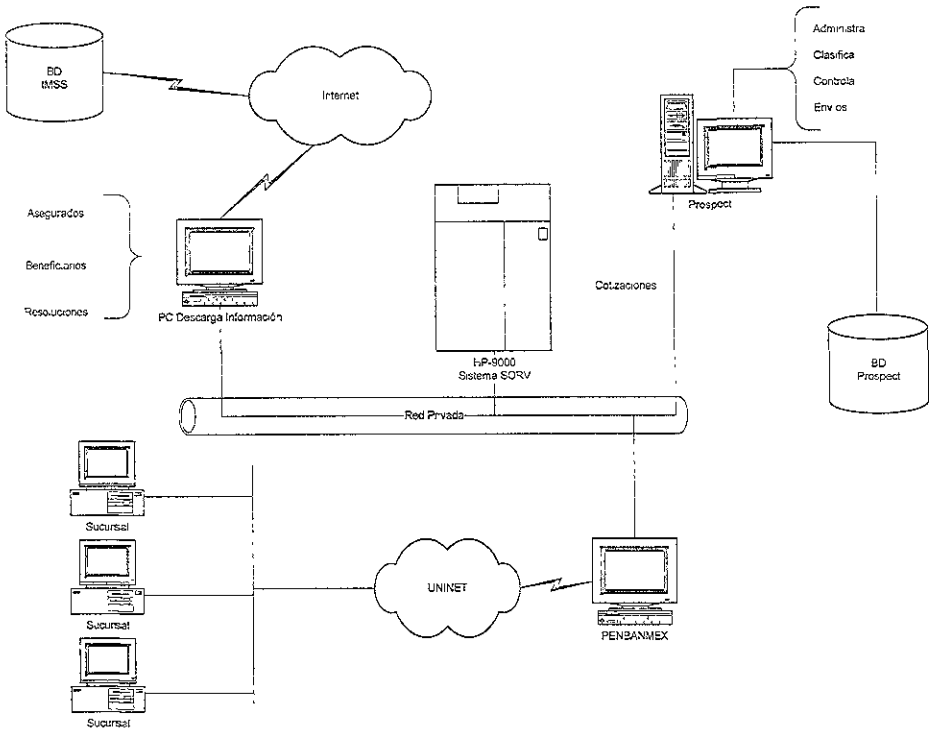 BD
IMSS
Internet
Administra
Clasifica
Controla
Envios
Prospect
Asegurados
Beneficiarios
Resoluciones
PC Descarga Información
HP-9000
Sistema SORV
Cotizaciones
BD
Prospect
Red Privada
Sucursal
Sucursal
Sucursal
UNINET
PENBANMEX